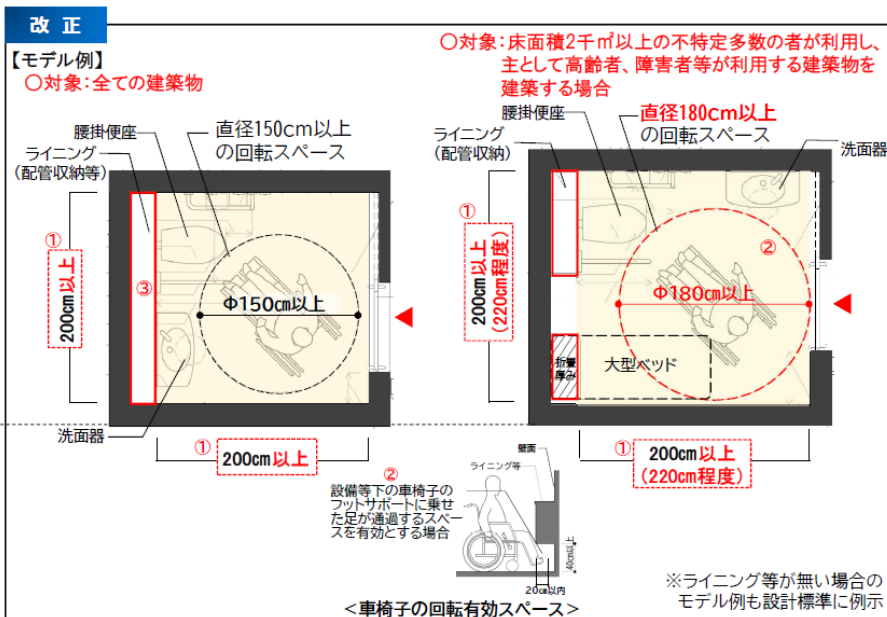 改 正
【モデル例】
○対象：全ての建築物
腰掛便座
直径150cm以上
の回転スペース
ライニング
(配管収納等)
①
200cm以上
③
Φ150㎝以上
洗面器
①
200cm以上
○対象：床面積2千㎡以上の不特定多数の者が利用し、
主として高齢者、障害者等が利用する建築物を
建築する場合
腰掛便座
直径180cm以上
の回転スペース
ライニング
(配管収納)
洗面器
①
200cm以上
(220cm程度)
②
Φ180㎝以上
折畳
厚み
大型ベッド
①
200cm以上
(220cm程度)
②
設備等下の車椅子の
フットサポートに乗せ
た足が通過するスペー
スを有効とする場合
壁面
ライニング等
40㎝以上
20㎝以内
＜車椅子の回転有効スペース＞
※ライニング等が無い場合の
モデル例も設計標準に例示